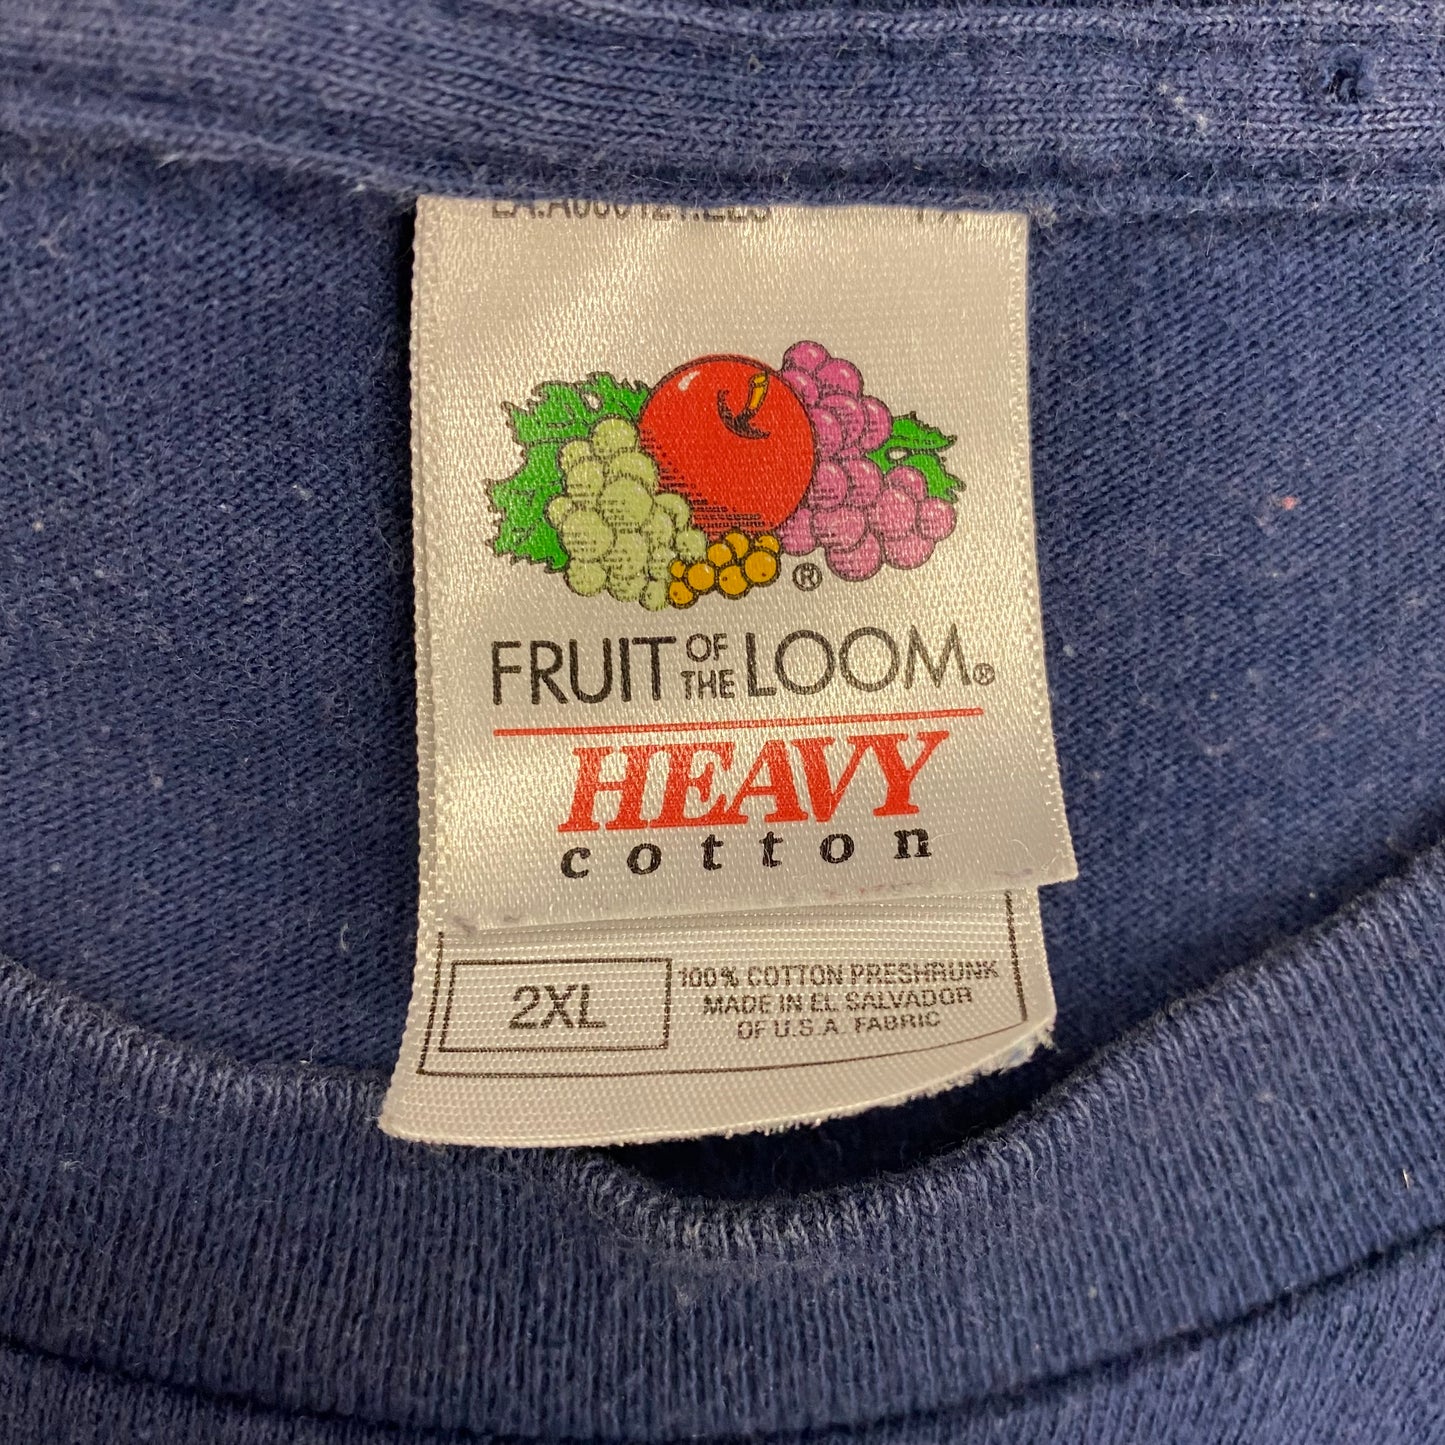 ®
FRUIT OF THE LOOM®
HEAVY
cotton
2XL
100% COTTON PRESHRUNK
MADE IN EL SALVADOR
OF U.S.A. FABRIC